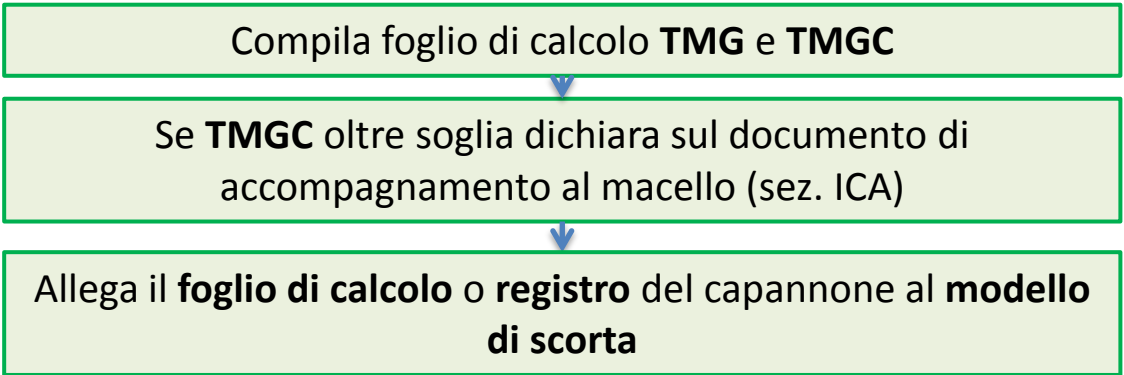 Compila foglio di calcolo TMG e TMGC
Se TMGC oltre soglia dichiara sul documento di
accompagnamento al macello (sez. ICA)
Allega il foglio di calcolo o registro del capannone al modello
di scorta